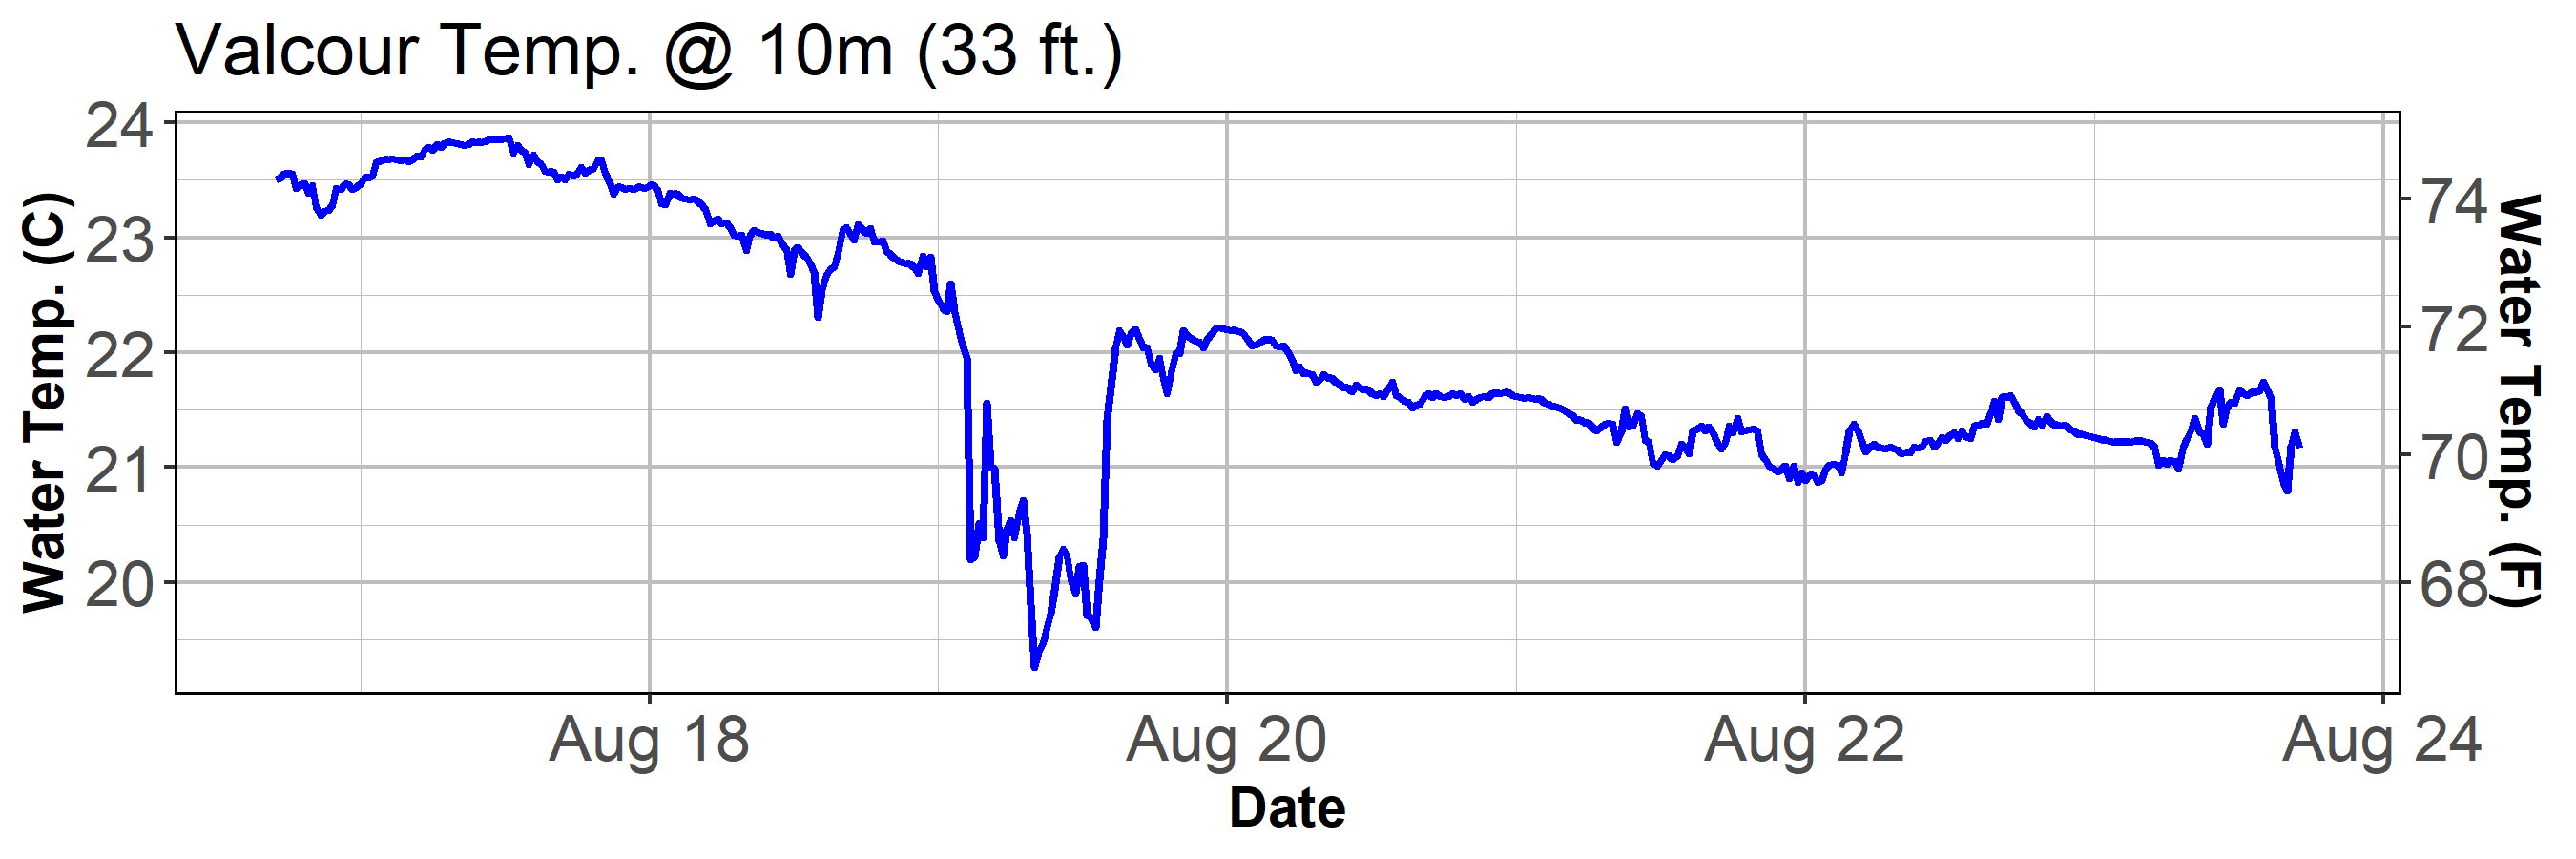 Valcour Temp. @ 10m (33 ft.)
Water Temp. (C)
24
23
22
21
20
74
72
70
68
Water Temp. (F)
Aug 18
Aug 20
Aug 22
Aug 24
Date